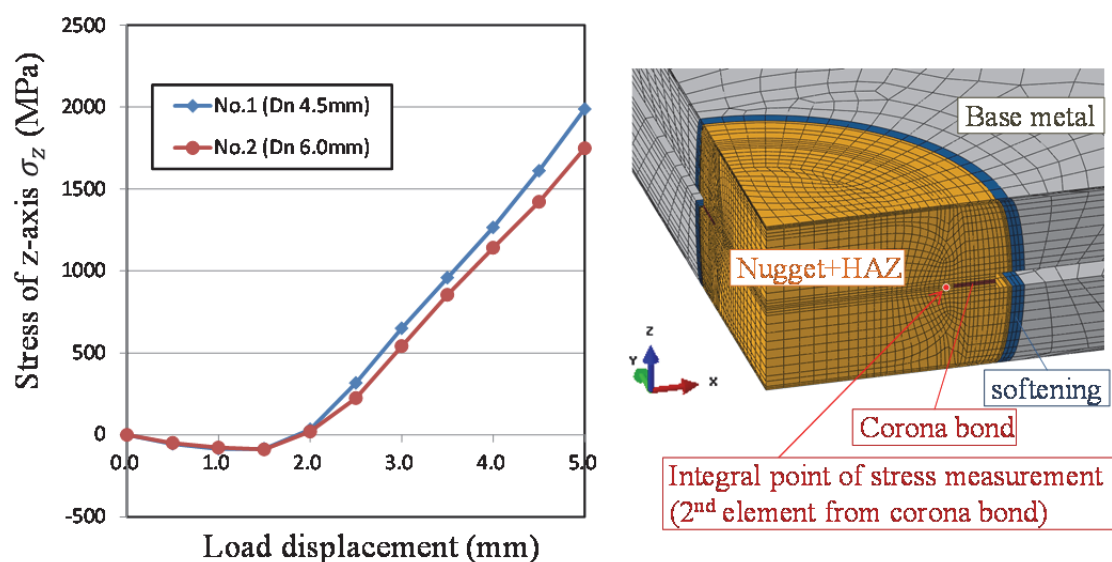 2500
2000
1500
1000
500
0
-500
0.0 1.0 2.0 3.0 4.0 5.0
Stress of z-axis σz (MPa)
Load displacement (mm)
No.1 (Dn 4.5mm)
No.2 (Dn 6.0mm)
Base metal
Nugget+HAZ
Z
Y
X
softening
Corona bond
Integral point of stress measurement
(2nd element from corona bond)